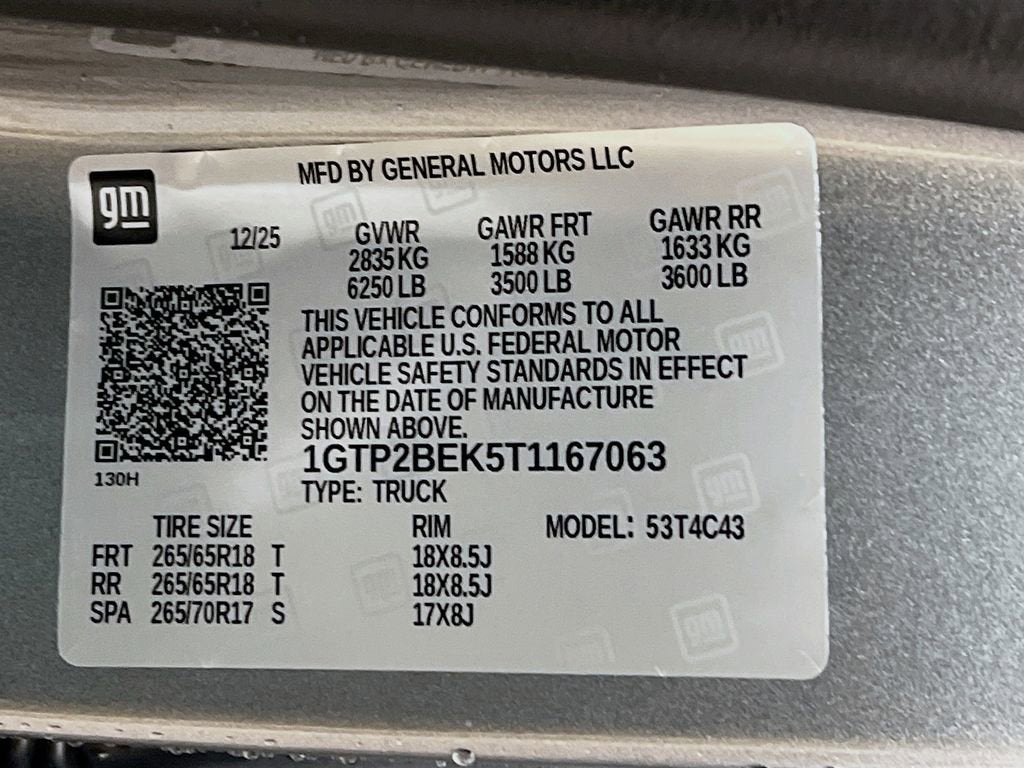 MFD BY GENERAL MOTORS LLC
gm
12/25
GVWR GAWR FRT GAWR RR
2835 KG 1588 KG 1633 KG
6250 LB 3500 LB 3600 LB
THIS VEHICLE CONFORMS TO ALL
APPLICABLE U.S. FEDERAL MOTOR
VEHICLE SAFETY STANDARDS IN EFFECT
ON THE DATE OF MANUFACTURE
SHOWN ABOVE.
1GTP2BEK5T1167063
130H
TYPE: TRUCK
TIRE SIZE RIM MODEL: 53T4C43
FRT 265/65R18 T 18X8.5J
RR 265/65R18 T 18X8.5J
SPA 265/70R17 S 17X8J